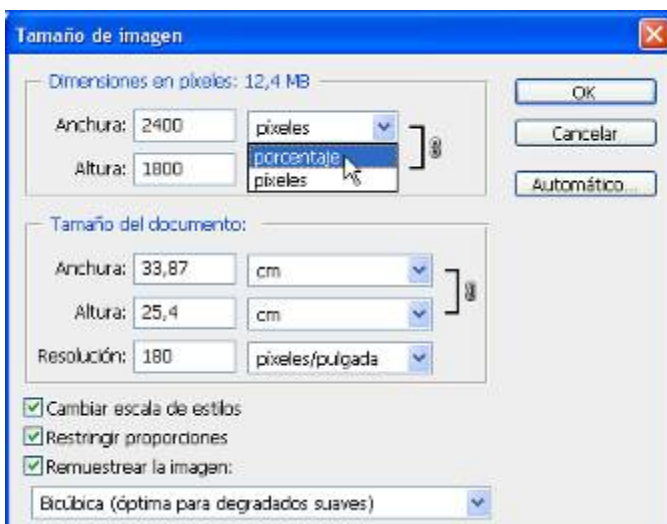 Tamaño de imagen
Dimensiones en píxeles: 12,4 MB
Anchura: 2400 píxeles
porcentaje
Altura: 1800 píxeles
OK
Cancelar
Automático...
Tamaño del documento:
Anchura: 33,87 cm
Altura: 25,4 cm
Resolución: 180 píxeles/pulgada
Cambiar escala de estilos
Restringir proporciones
Remuestrear la imagen:
Bicúbica (óptima para degradados suaves)